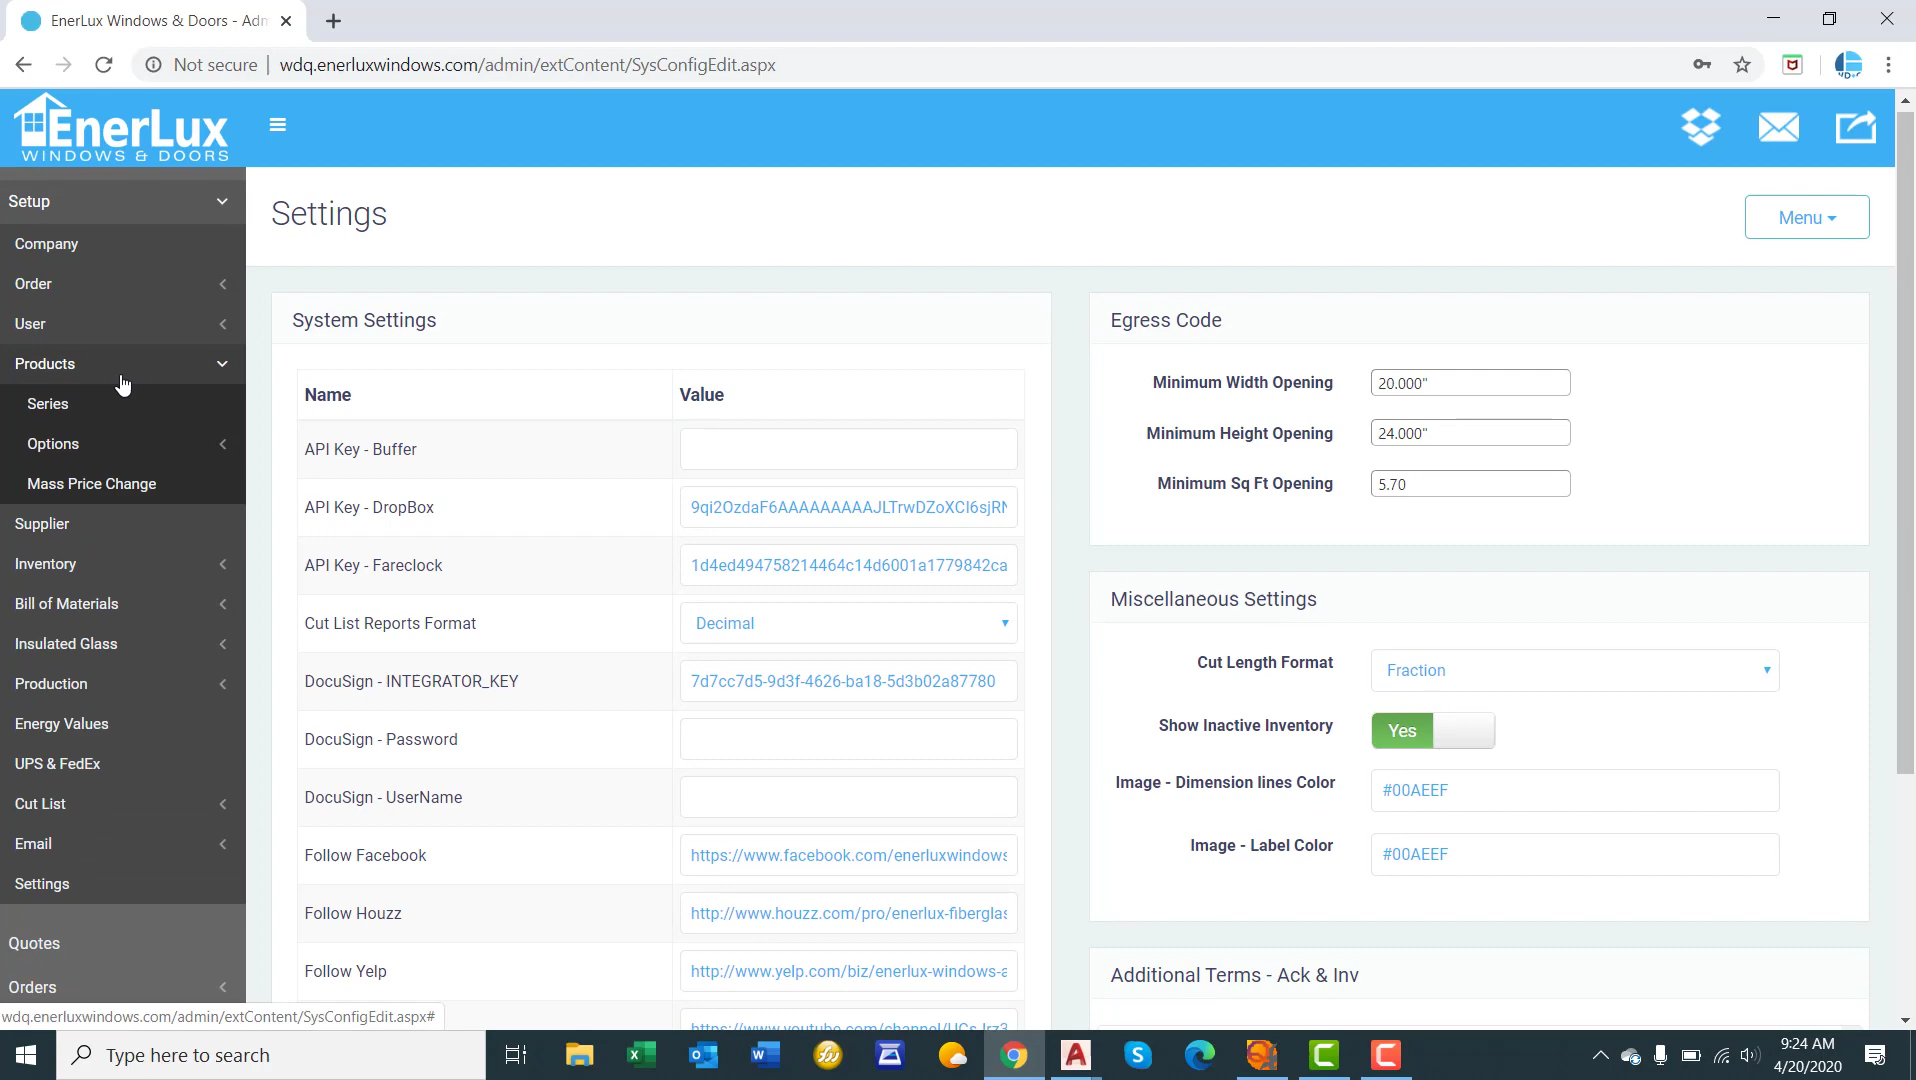 EnerLux Windows & Doors - Adm
Not secure | wdq.enerluxwindows.com/admin/extContent/SysConfigEdit.aspx
EnerLux
WINDOWS & DOORS
Setup
Company
Order
User
Products
Series
Options
Mass Price Change
Supplier
Inventory
Bill of Materials
Insulated Glass
Production
Energy Values
UPS & FedEx
Cut List
Email
Settings
Quotes
Orders
wdq.enerluxwindows.com/admin/extContent/SysConfigEdit.aspx#
Settings
Menu
System Settings
Name Value
API Key - Buffer
API Key - DropBox 9qi2OzdaF6AAAAAAAAAJLTrwDZoXCI6sjRN
API Key - Fareclock 1d4ed494758214464c14d6001a1779842ca
Cut List Reports Format Decimal
DocuSign - INTEGRATOR_KEY 7d7cc7d5-9d3f-4626-ba18-5d3b02a87780
DocuSign - Password
DocuSign - UserName
Follow Facebook https://www.facebook.com/enerluxwindows
Follow Houzz http://www.houzz.com/pro/enerlux-fiberglas
Follow Yelp http://www.yelp.com/biz/enerlux-windows-a
Egress Code
Minimum Width Opening 20.000"
Minimum Height Opening 24.000"
Minimum Sq Ft Opening 5.70
Miscellaneous Settings
Cut Length Format Fraction
Show Inactive Inventory Yes
Image - Dimension lines Color #00AEEF
Image - Label Color #00AEEF
Additional Terms - Ack & Inv
Type here to search
9:24 AM
4/20/2020